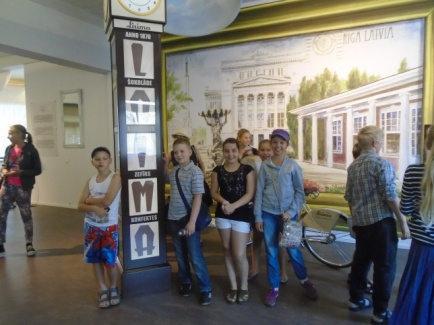 Laima
ANNO 1870
L
ŠOKOLĀDE
A
I
ZEFĪRS
M
KONFEKTES
A
RIGA LATVIA